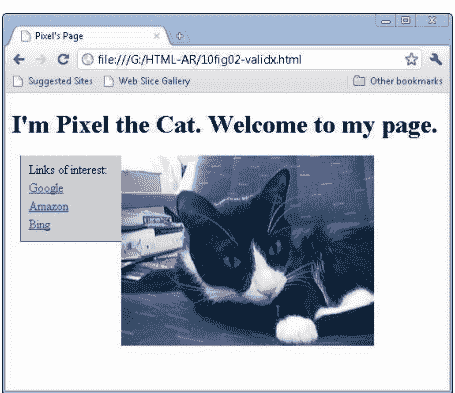 Pixel's Page
file:///G:/HTML-AR/10fig02-validx.html
Suggested Sites Web Slice Gallery Other bookmarks
I'm Pixel the Cat. Welcome to my page.
Links of interest:
Google
Amazon
Bing